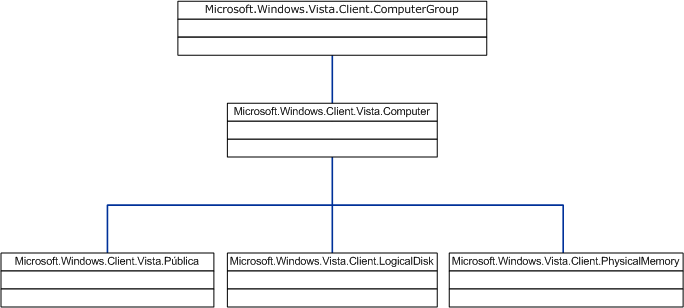 Microsoft.Windows.Vista.Client.ComputerGroup
Microsoft.Windows.Client.Vista.Computer
Microsoft.Windows.Client.Vista.Pública
Microsoft.Windows.Vista.Client.LogicalDisk
Microsoft.Windows.Vista.Client.PhysicalMemory